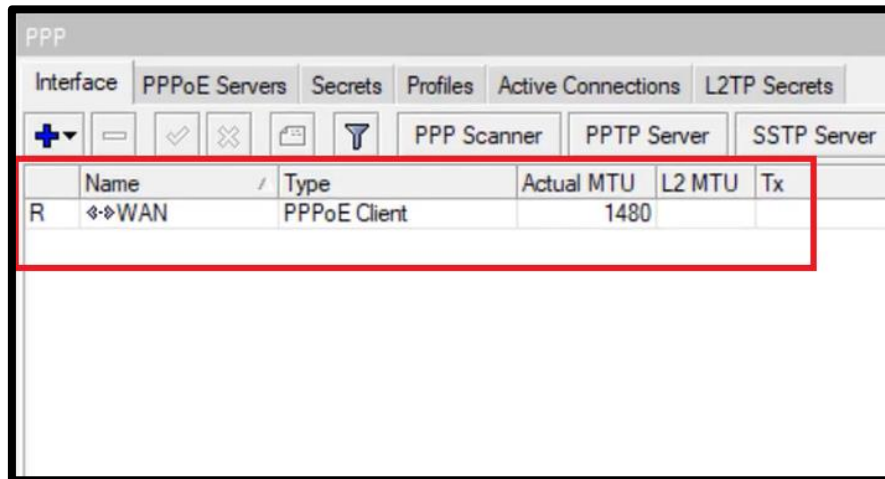 PPP
Interface PPPoE Servers Secrets Profiles Active Connections L2TP Secrets
PPP Scanner PPTP Server SSTP Server
Name Type Actual MTU L2 MTU Tx
R WAN PPPoE Client 1480